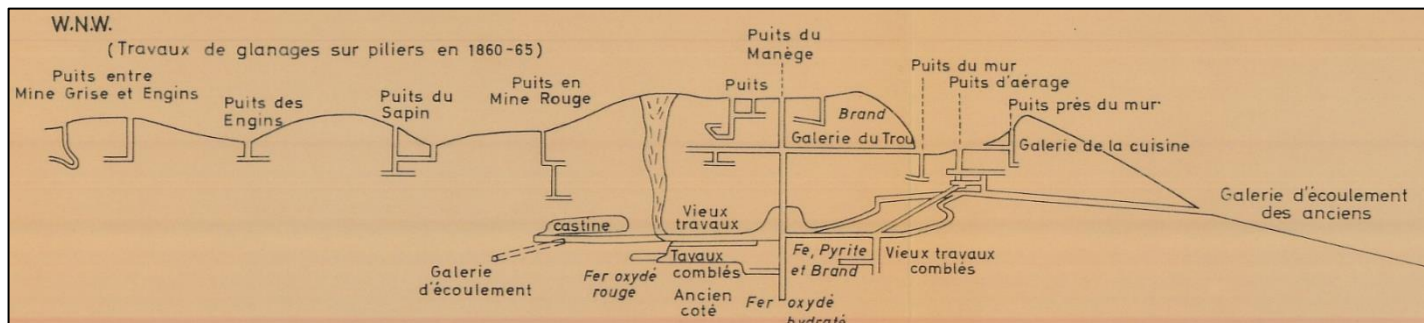 W.N.W.
(Travaux de glanages sur piliers en 1860-65)
Puits entre
Mine Grise et Engins
Puits des
Engins
Puits du
Sapin
Puits en
Mine Rouge
Puits
Puits du
Manège
Brand
Galerie du Trou
Puits du mur
Puits d'aérage
Puits près du mur
Galerie de la cuisine
Galerie d'écoulement
des anciens
castine
Vieux
travaux
Galerie
d'écoulement
Fer oxydé
rouge
Tavaux
comblés
Ancien
coté
Fe, Pyrite
et Brand
Vieux travaux
comblés
Fer oxydé
hydraté